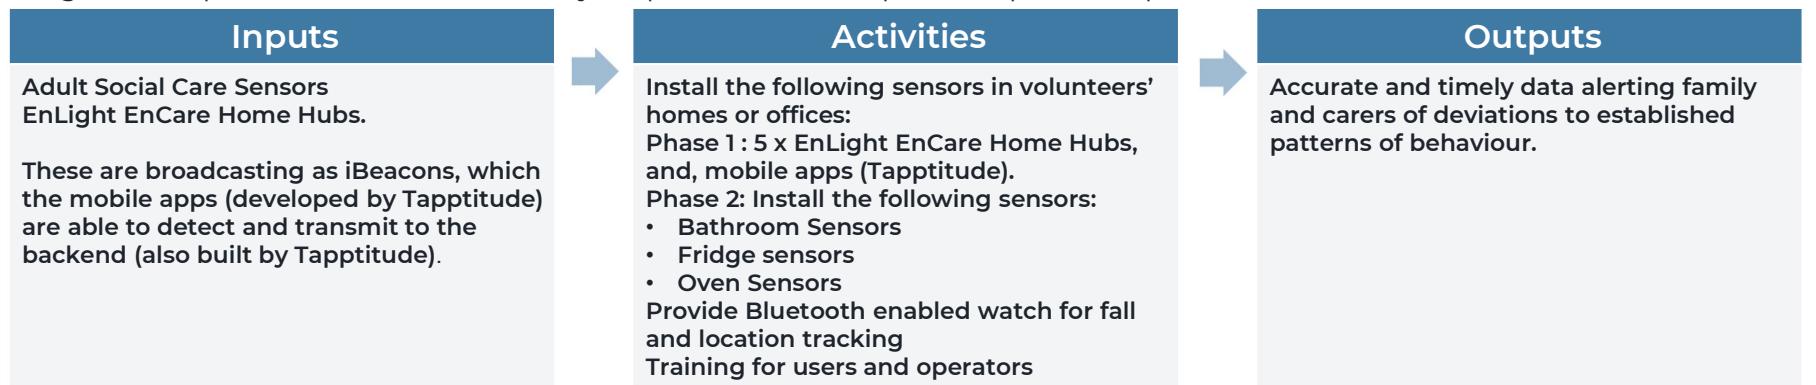 Inputs
Adult Social Care Sensors
EnLight EnCare Home Hubs.
These are broadcasting as iBeacons, which
the mobile apps (developed by Tapptitude)
are able to detect and transmit to the
backend (also built by Tapptitude).
Activities
Install the following sensors in volunteers’
homes or offices:
Phase 1 : 5 x EnLight EnCare Home Hubs,
and, mobile apps (Tapptitude).
Phase 2: Install the following sensors:
• Bathroom Sensors
• Fridge sensors
• Oven Sensors
Provide Bluetooth enabled watch for fall
and location tracking
Training for users and operators
Outputs
Accurate and timely data alerting family
and carers of deviations to established
patterns of behaviour.